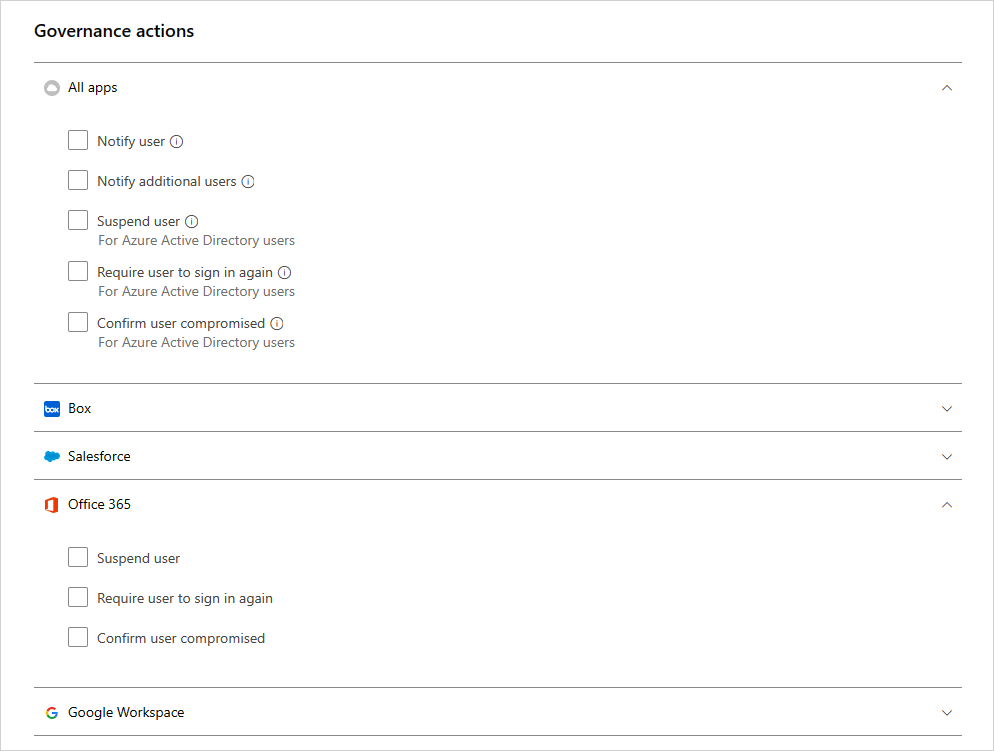 Governance actions
All apps
Notify user
Notify additional users
Suspend user
For Azure Active Directory users
Require user to sign in again
For Azure Active Directory users
Confirm user compromised
For Azure Active Directory users
box Box
Salesforce
Office 365
Suspend user
Require user to sign in again
Confirm user compromised
Google Workspace